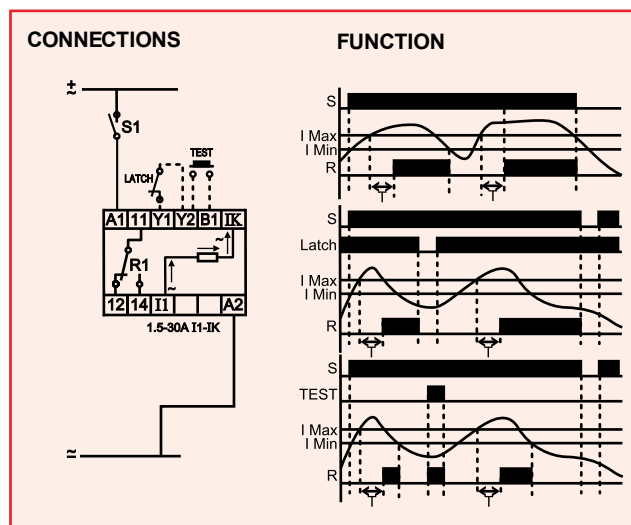 CONNECTIONS
±
~
S1
TEST
LATCH
A1 11 Y1 Y2 B1 IK
R1
~
~
12 14 I1 A2
1.5-30A I1-IK
≃
FUNCTION
S
I Max
I Min
R
T T
S
Latch
I Max
I Min
R
T T
S
TEST
I Max
I Min
R
T T